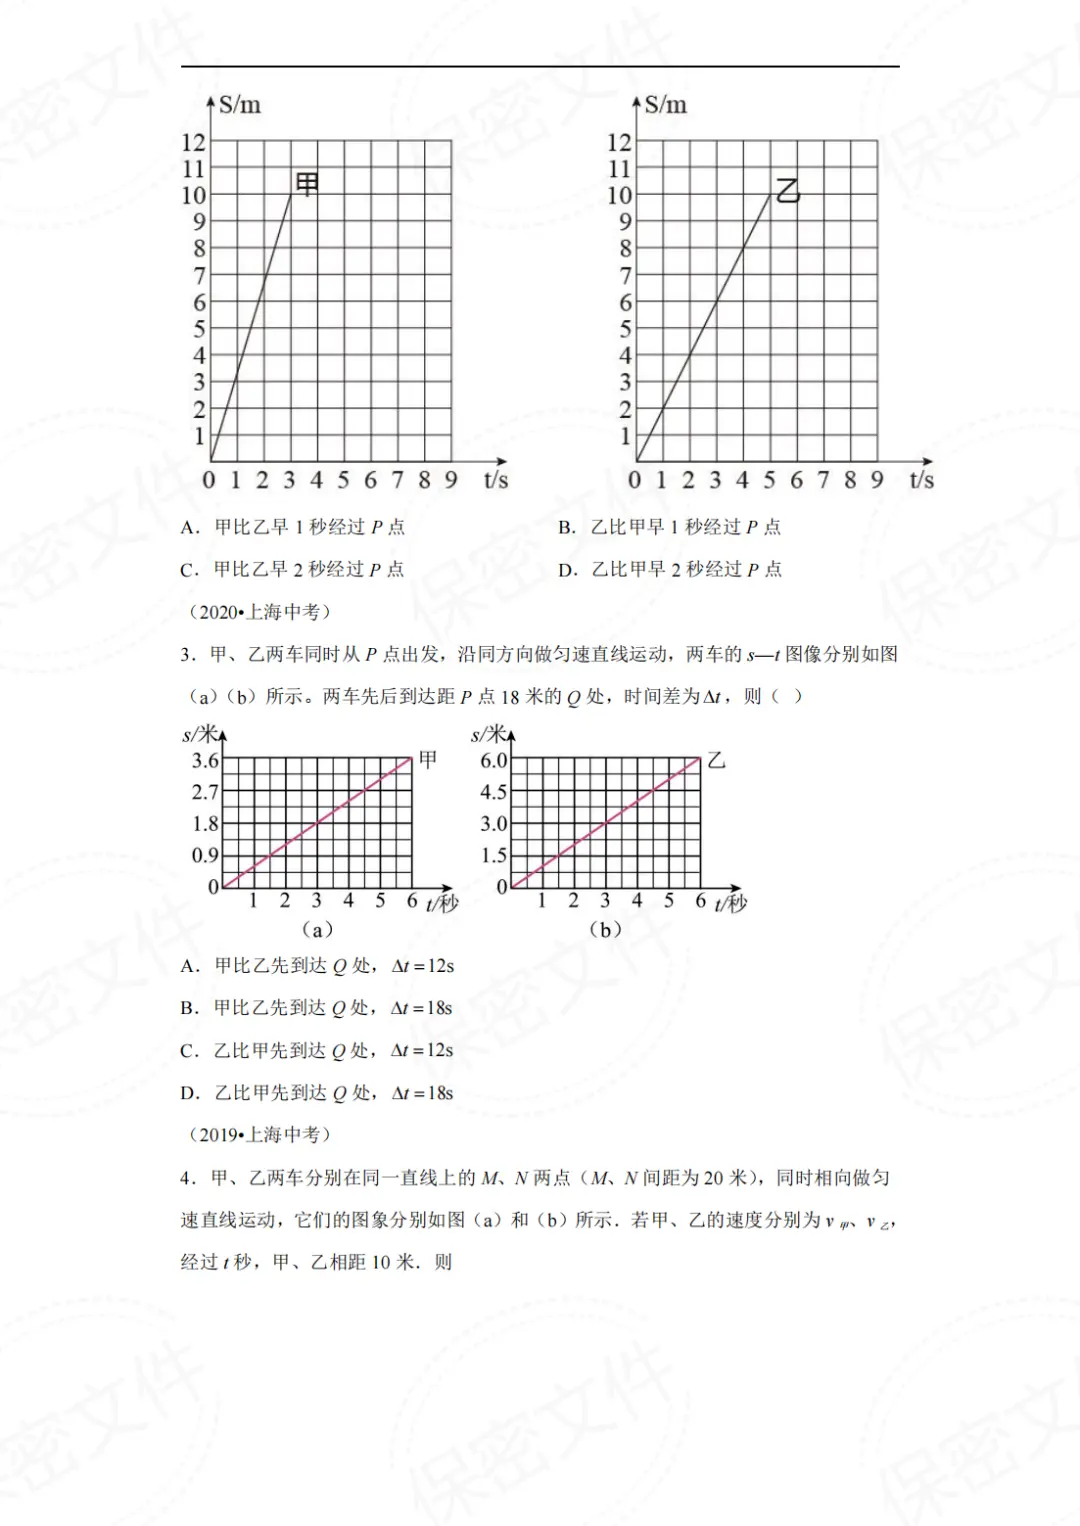 S/m
12
11
10
9
8
7
6
5
4
3
2
1
甲
0 1 2 3 4 5 6 7 8 9 t/s
S/m
12
11
10
9
8
7
6
5
4
3
2
1
乙
0 1 2 3 4 5 6 7 8 9 t/s
A．甲比乙早 1 秒经过 P 点
B．乙比甲早 1 秒经过 P 点
C．甲比乙早 2 秒经过 P 点
D．乙比甲早 2 秒经过 P 点
（2020•上海中考）
3．甲、乙两车同时从 P 点出发，沿同方向做匀速直线运动，两车的 s—t 图像分别如图
（a）（b）所示。两车先后到达距 P 点 18 米的 Q 处，时间差为Δt，则（ ）
s/米
3.6
2.7
1.8
0.9
0
甲
1 2 3 4 5 6 t/秒
（a）
s/米
6.0
4.5
3.0
1.5
0
乙
1 2 3 4 5 6 t/秒
（b）
A．甲比乙先到达 Q 处，Δt =12s
B．甲比乙先到达 Q 处，Δt =18s
C．乙比甲先到达 Q 处，Δt =12s
D．乙比甲先到达 Q 处，Δt =18s
（2019•上海中考）
4．甲、乙两车分别在同一直线上的 M、N 两点（M、N 间距为 20 米），同时相向做匀
速直线运动，它们的图象分别如图（a）和（b）所示．若甲、乙的速度分别为 v 甲、v 乙，
经过 t 秒，甲、乙相距 10 米．则
保密文件